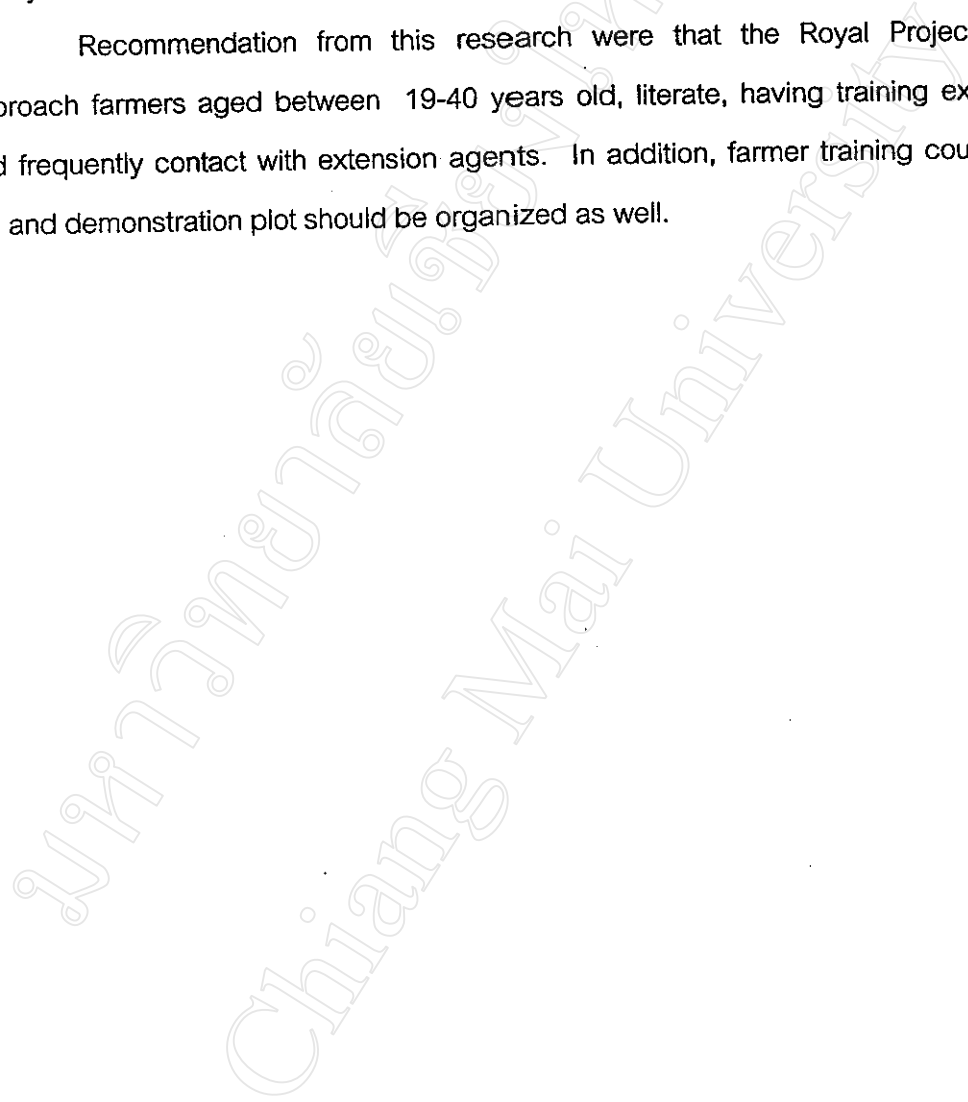 Recommendation from this research were that the Royal Projec
proach farmers aged between 19-40 years old, literate, having training ex
d frequently contact with extension agents. In addition, farmer training cou
and demonstration plot should be organized as well.
มหาวิทยาลัยเชียงใหม่
Chiang Mai University